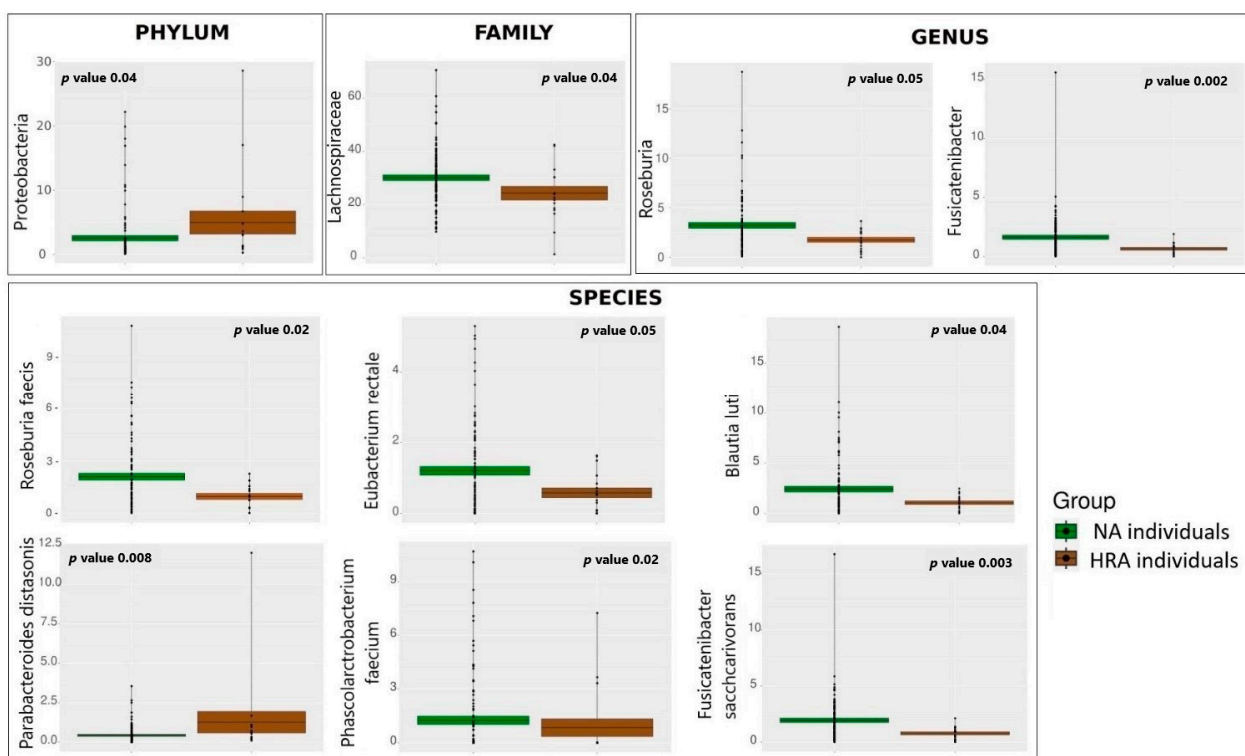 PHYLUM
Proteobacteria
30
20
10
0
p value 0.04
FAMILY
Lachnospiraceae
60
40
20
0
p value 0.04
GENUS
Roseburia
15
10
5
0
p value 0.05
Fusicatenibacter
15
10
5
0
p value 0.002
SPECIES
Roseburia faecis
9
6
3
0
p value 0.02
Eubacterium rectale
4
2
0
p value 0.05
Blautia luti
15
10
5
0
p value 0.04
Parabacteroides distasonis
12.5
10.0
7.5
5.0
2.5
0.0
p value 0.008
Phascolarctrobacterium
faecium
9
6
3
0
p value 0.02
Fusicatenibacter
sacchcarivorans
15
10
5
0
p value 0.003
Group
NA individuals
HRA individuals